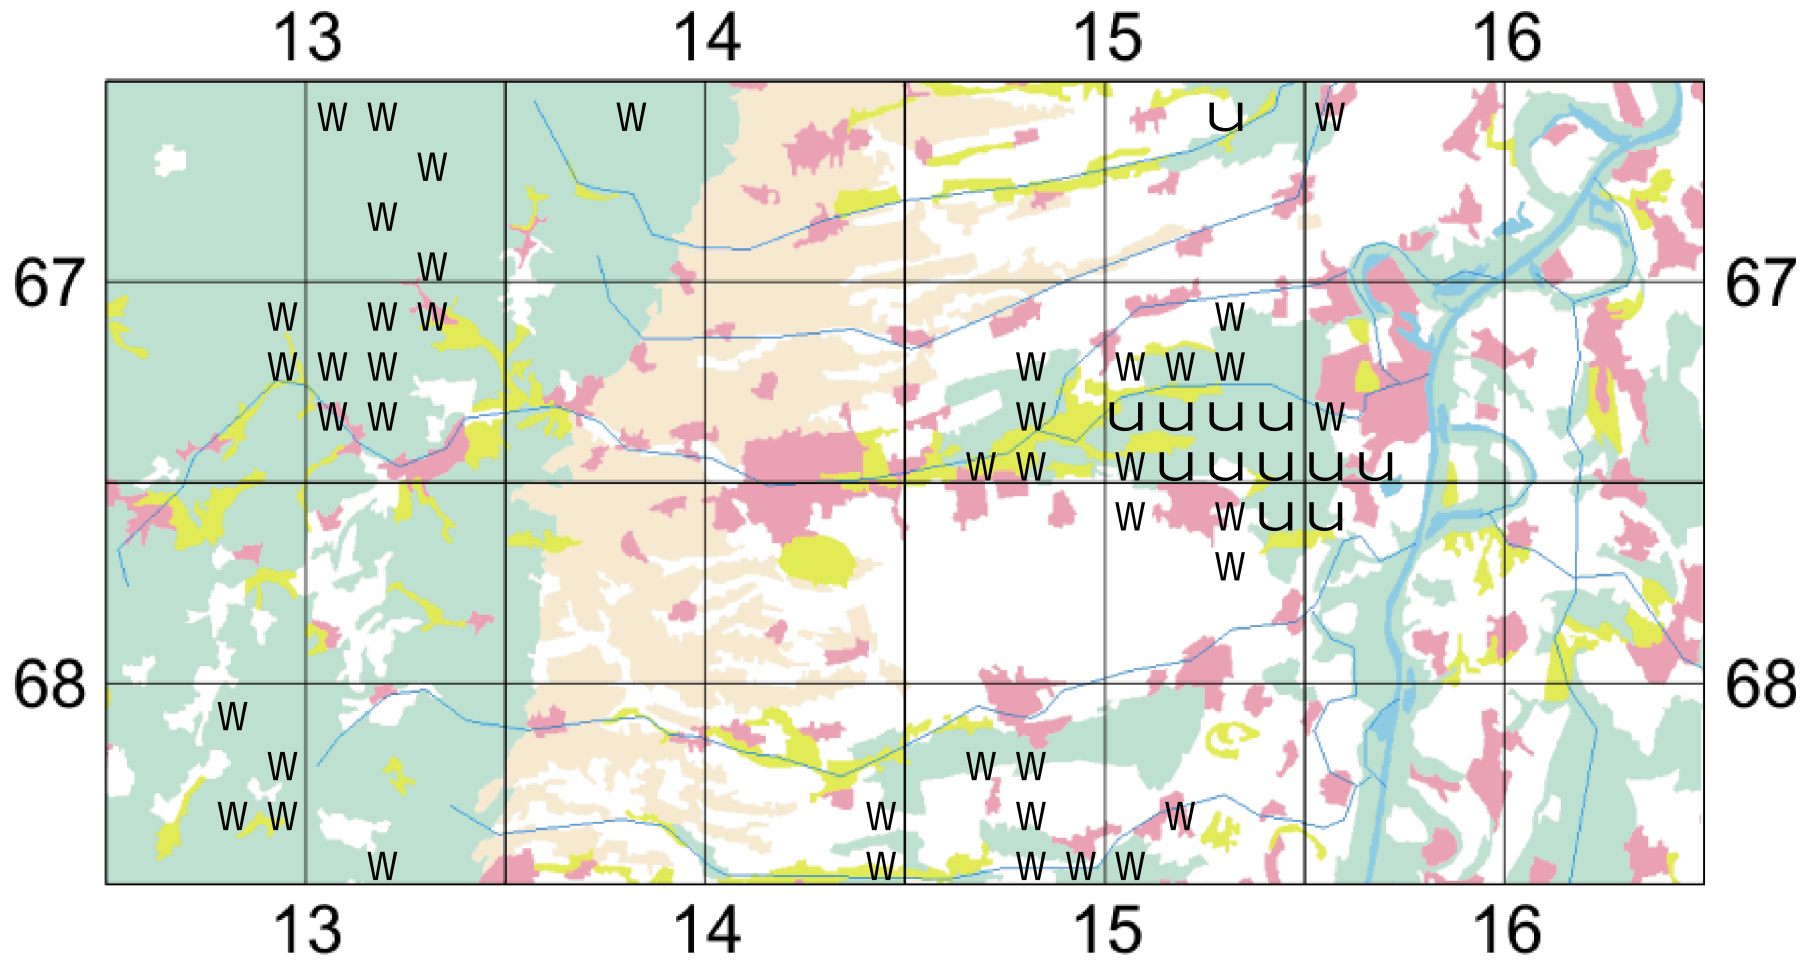 13 14 15 16
W W W u W
W
W
67 W 67
W W W W
W W W W W W W
W W W u u u u W
W W W u u u u u
W W u u
W
68 68
W
W W W
W W W W W
W W W W W
13 14 15 16